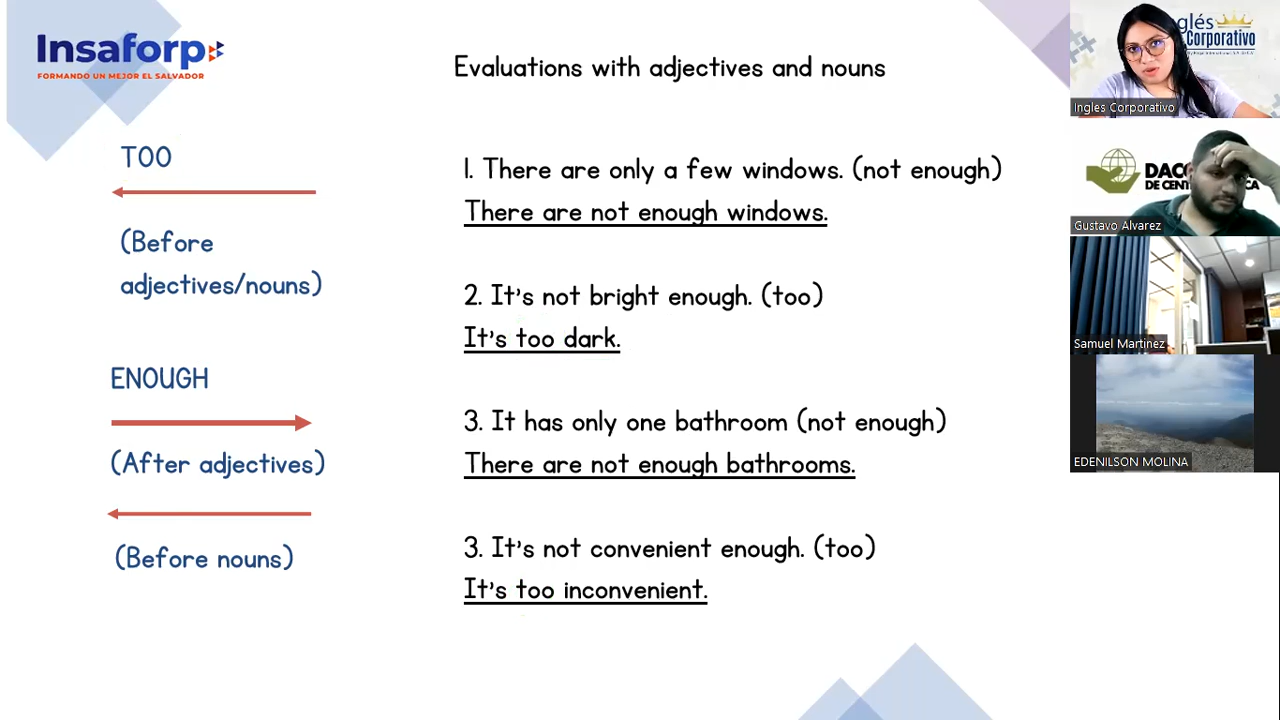 Insaforp
FORMANDO UN MEJOR EL SALVADOR
Evaluations with adjectives and nouns
TOO
(Before
adjectives/nouns)
ENOUGH
(After adjectives)
(Before nouns)
1. There are only a few windows. (not enough)
There are not enough windows.
2. It's not bright enough. (too)
It's too dark.
3. It has only one bathroom (not enough)
There are not enough bathrooms.
3. It's not convenient enough. (too)
It's too inconvenient.
Corporativo
Ingles Corporativo
Gustavo Alvarez
Samuel Martinez
EDENILSON MOLINA